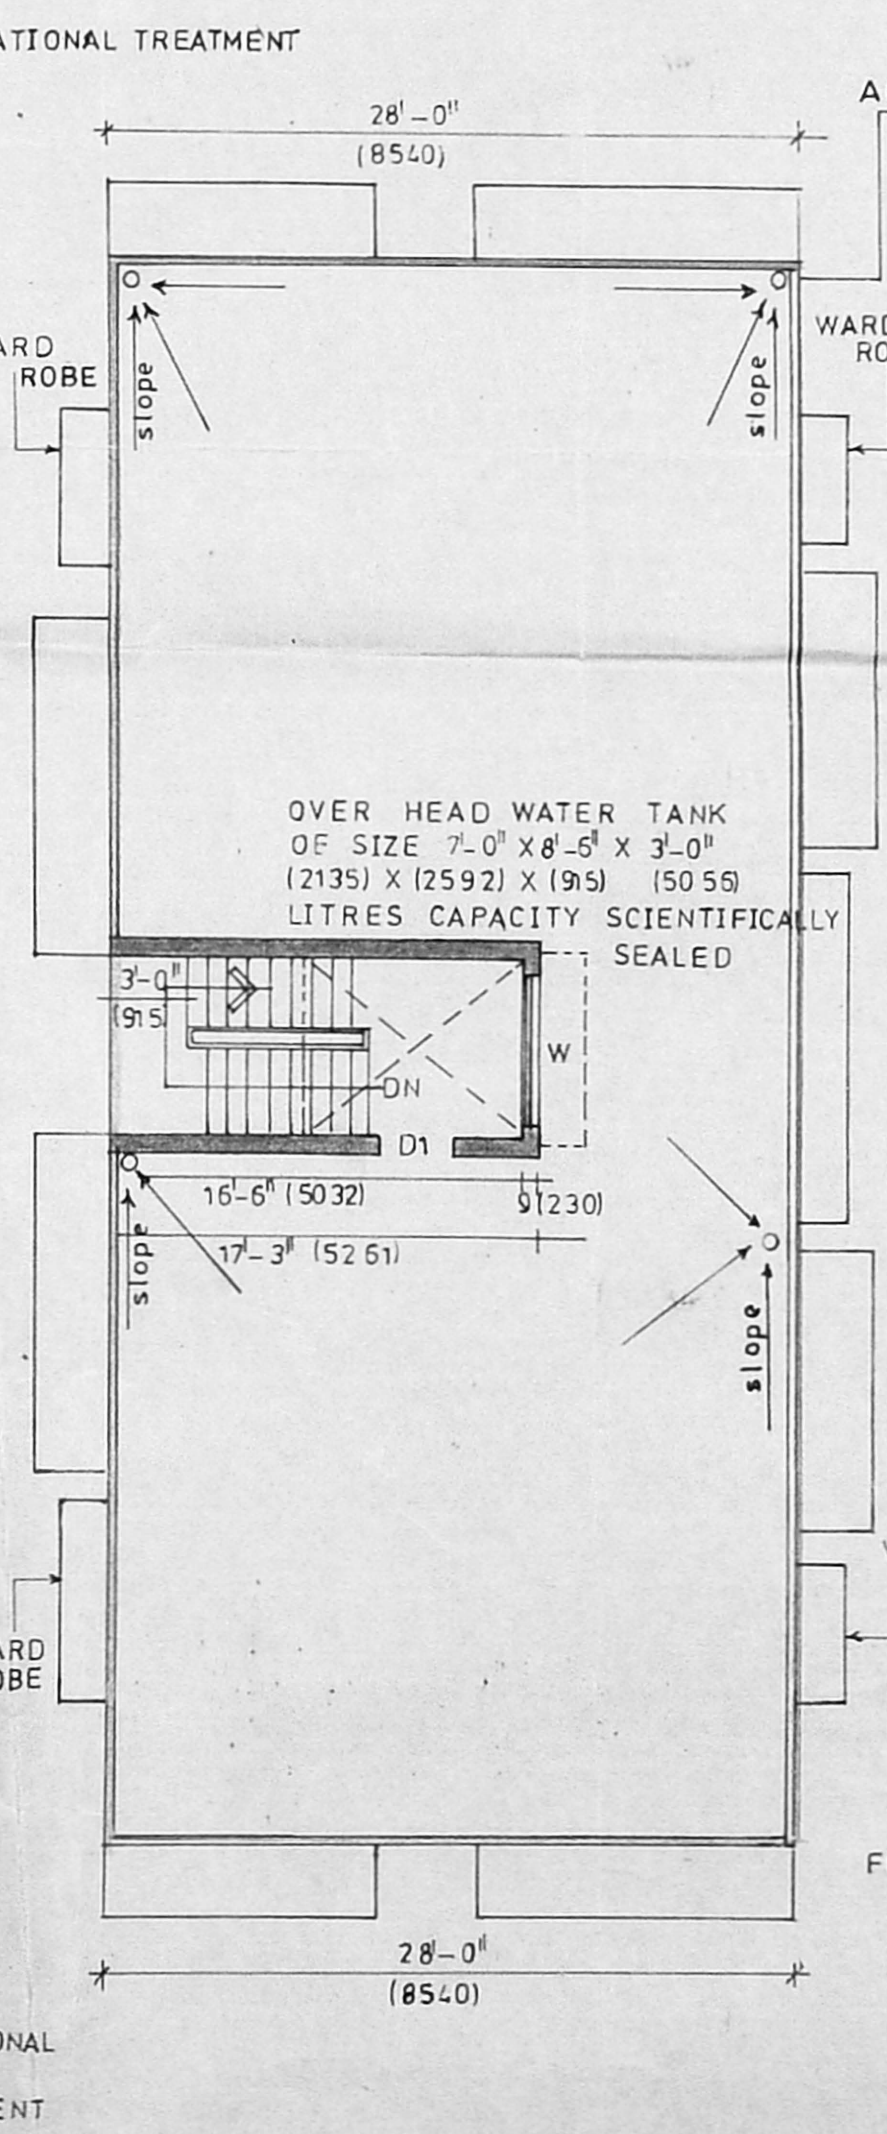 ATIONAL TREATMENT
28'-0"
(8540)
A
ARD
ROBE
WARD
RO
slope
slope
OVER HEAD WATER TANK
OF SIZE 7'-0" X 8'-6" X 3'-0"
(2135) X (2592) X (915) (5056)
LITRES CAPACITY SCIENTIFICALLY
SEALED
3'-0"
(915)
W
DN
D1
16'-6" (5032)
9 (230)
17'-3" (5261)
slope
slope
ARD
OBE
F
28'-0"
(8540)
ONAL
ENT